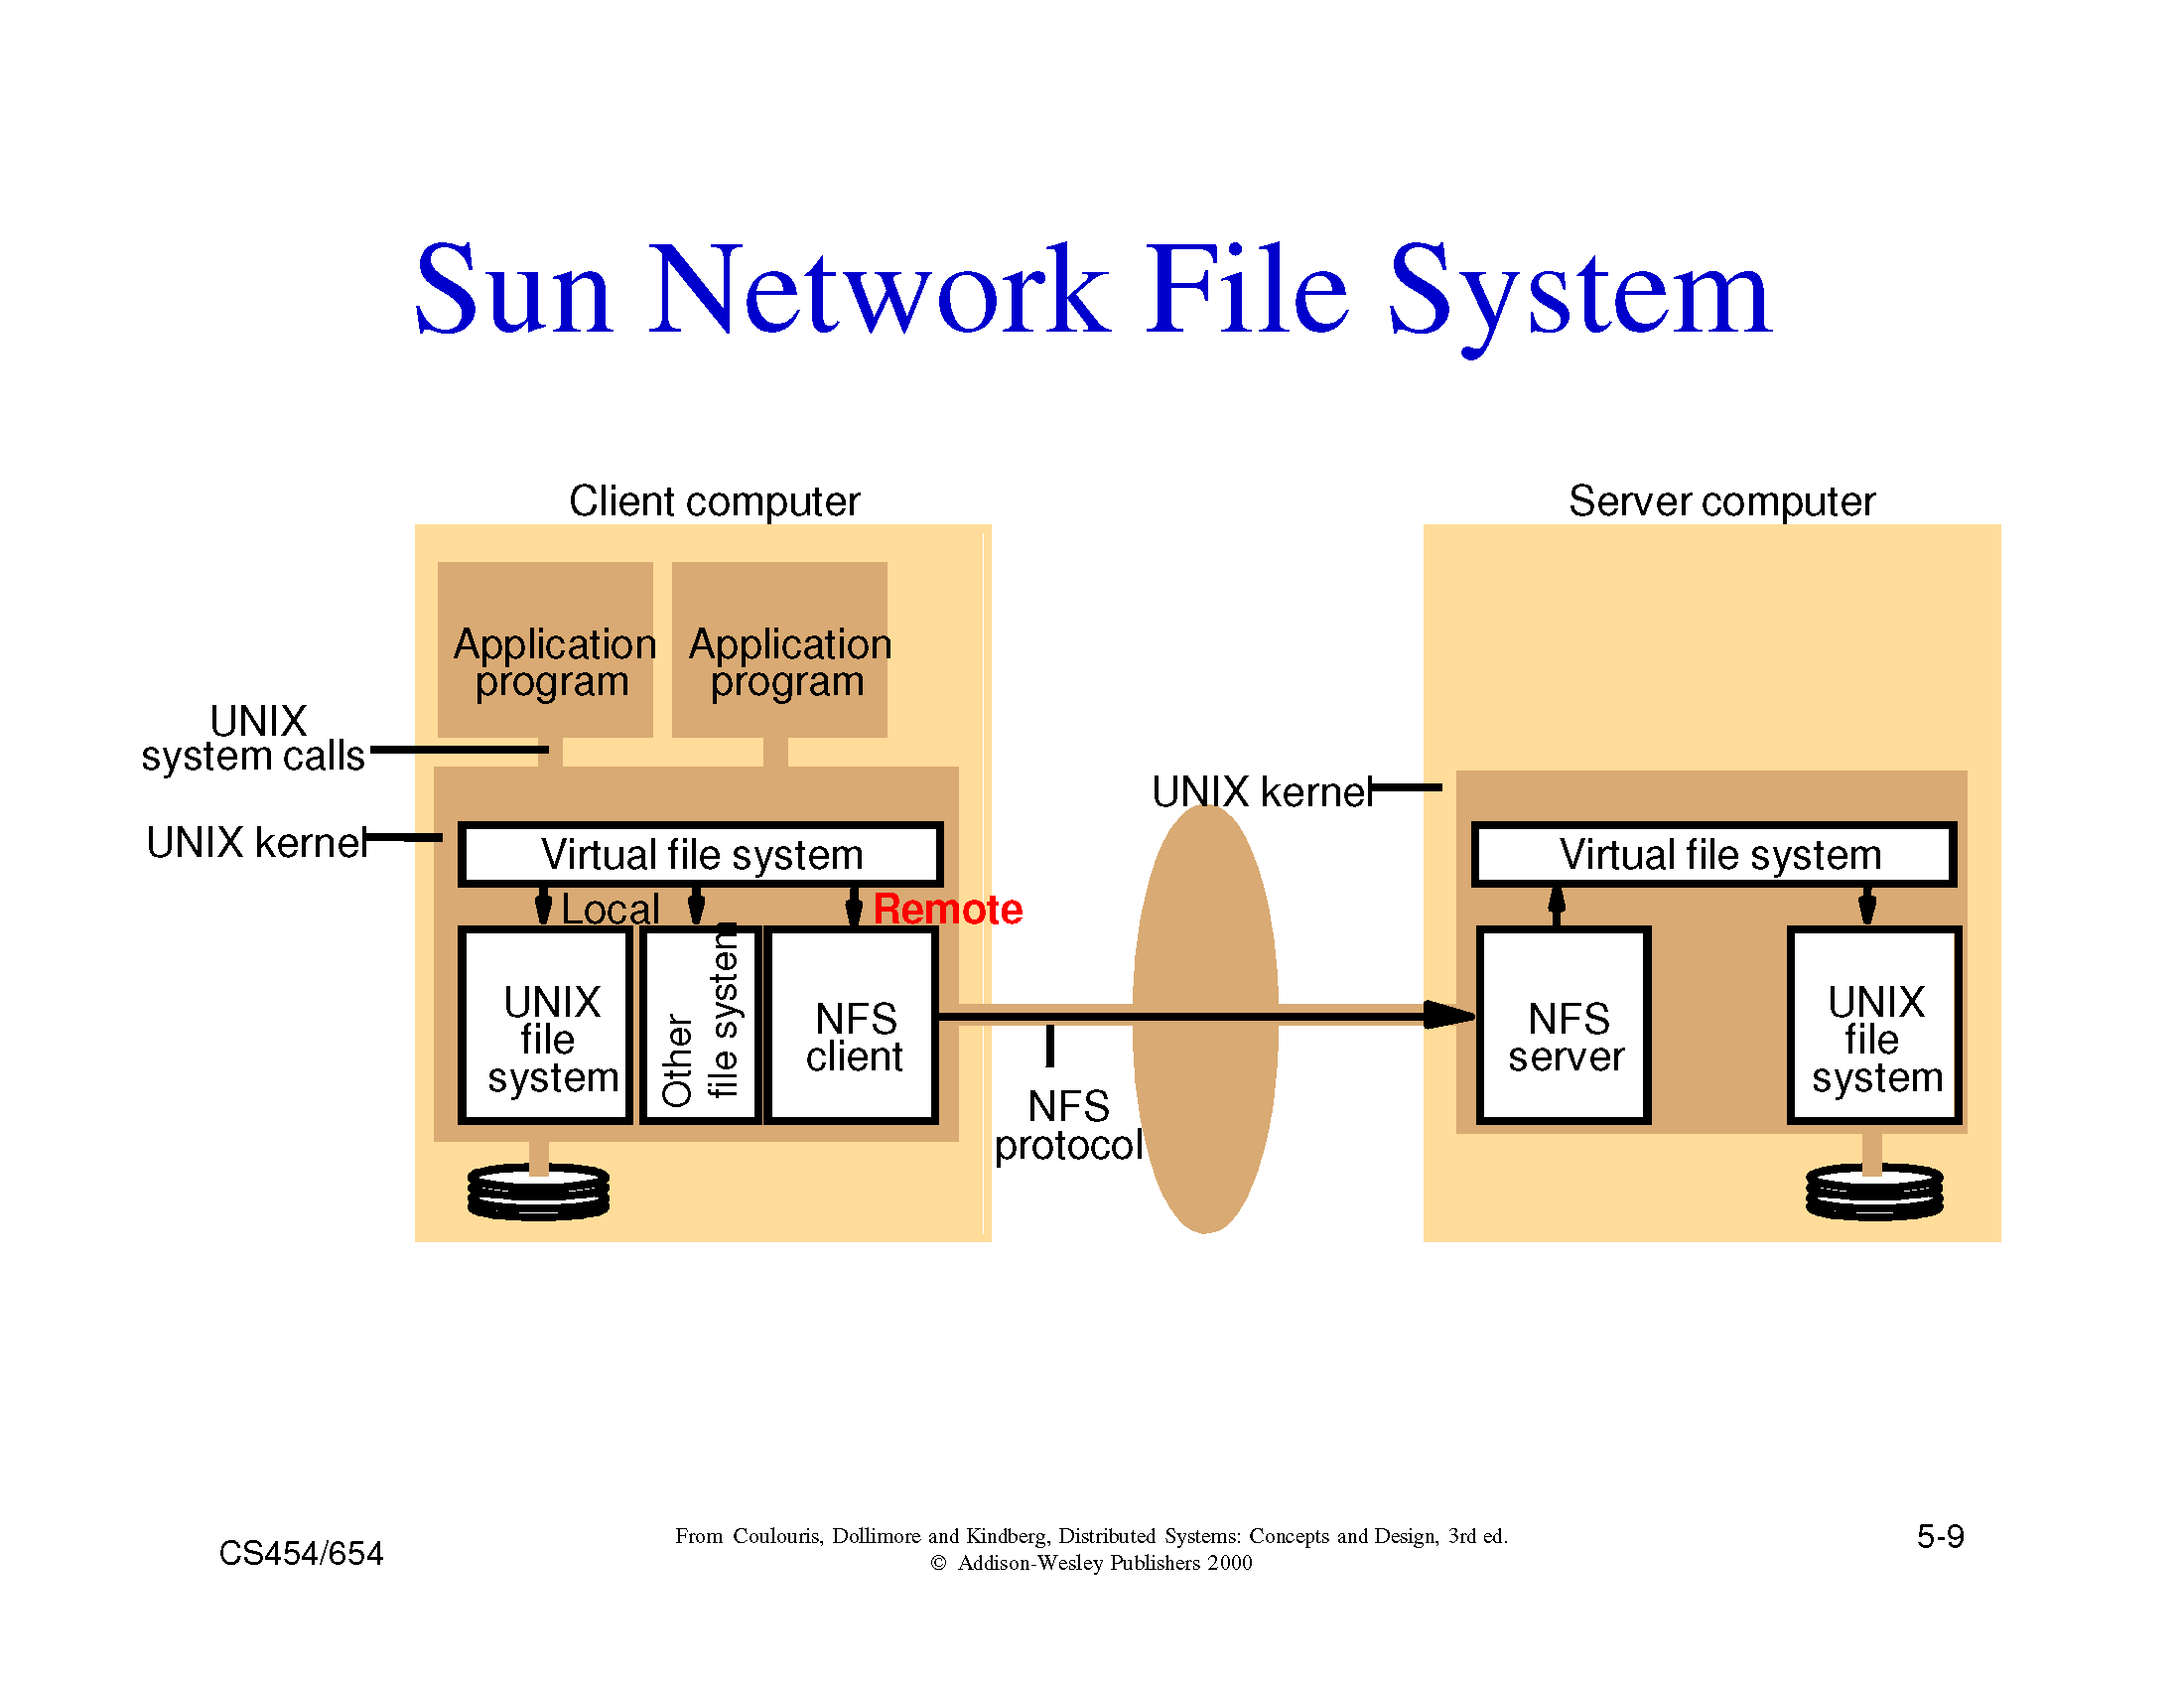 Sun Network File System
Client computer
Server computer
Application
program
Application
program
UNIX
system calls
UNIX kernel
UNIX kernel
Virtual file system
Virtual file system
Local
Remote
UNIX
file
system
Other
file system
NFS
client
NFS
server
UNIX
file
system
NFS
protocol
CS454/654
From Coulouris, Dollimore and Kindberg, Distributed Systems: Concepts and Design, 3rd ed.
© Addison-Wesley Publishers 2000
5-9